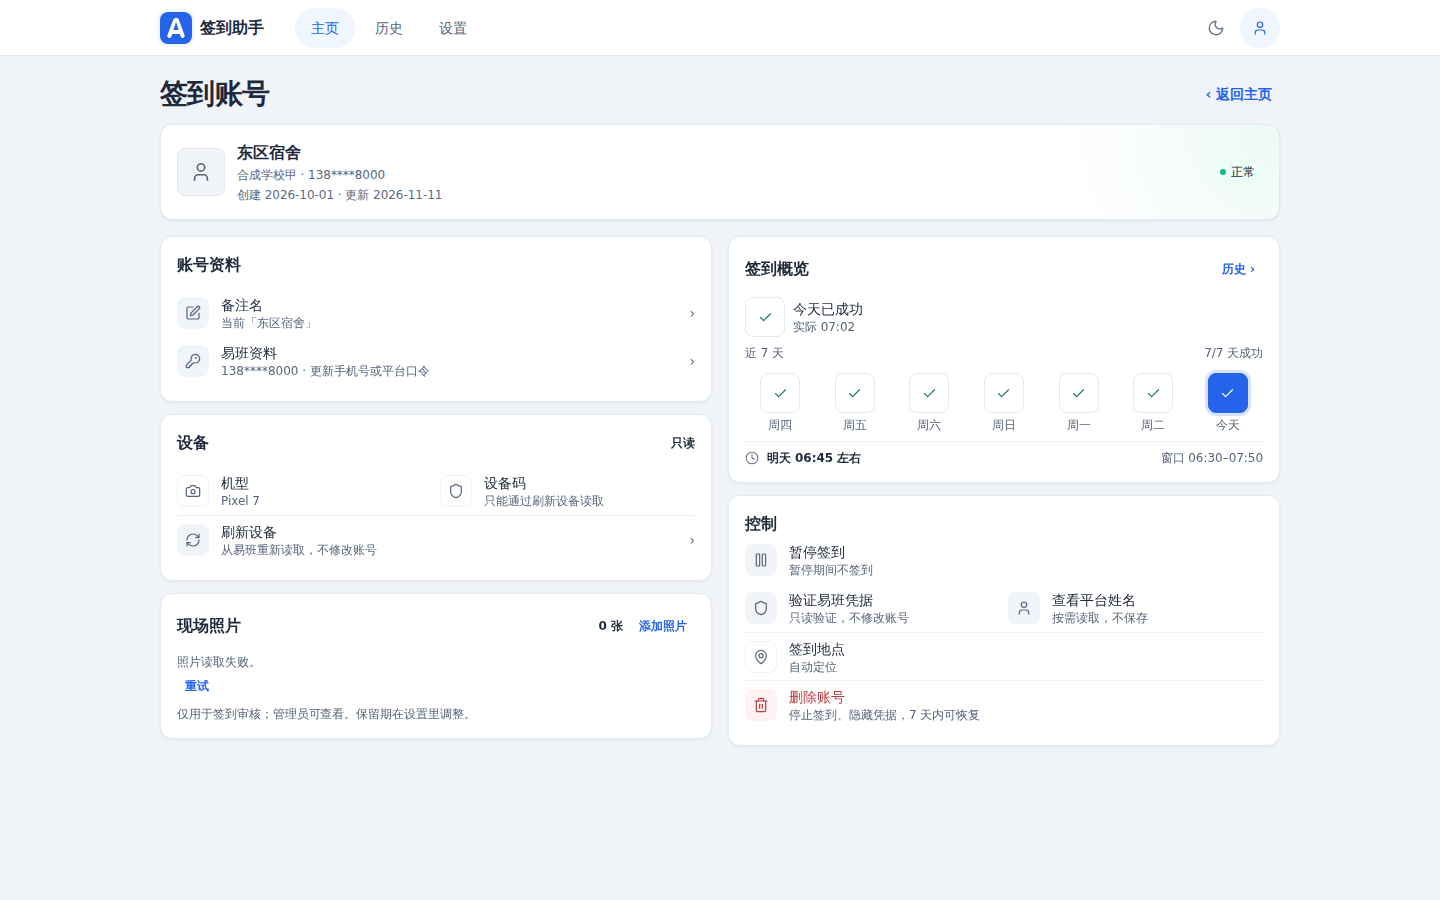 签到助手
主页
历史
设置
签到账号
‹ 返回主页
东区宿舍
合成学校甲 · 138****8000
创建 2026-10-01 · 更新 2026-11-11
正常
账号资料
备注名
当前「东区宿舍」
›
易班资料
138****8000 · 更新手机号或平台口令
›
设备
只读
机型
Pixel 7
设备码
只能通过刷新设备读取
刷新设备
从易班重新读取，不修改账号
›
现场照片
0 张
添加照片
照片读取失败。
重试
仅用于签到审核；管理员可查看。保留期在设置里调整。
签到概览
历史 ›
今天已成功
实际 07:02
近 7 天
7/7 天成功
周四
周五
周六
周日
周一
周二
今天
明天 06:45 左右
窗口 06:30–07:50
控制
暂停签到
暂停期间不签到
验证易班凭据
只读验证，不修改账号
查看平台姓名
按需读取，不保存
签到地点
自动定位
删除账号
停止签到、隐藏凭据，7 天内可恢复